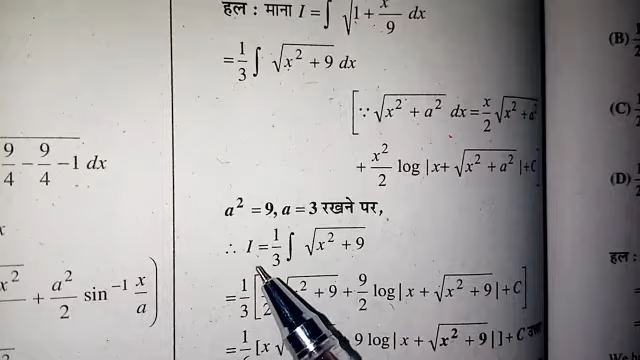 हल : माना I = ∫ √1 + x/9 dx
= 1/3 ∫ √x² + 9 dx
[∵ √x² + a² dx = x/2 √x² + a²
+ x²/2 log |x + √x² + a²| + C]
a² = 9, a = 3 रखने पर,
∴ I = 1/3 ∫ √x² + 9
= 1/3 [ 2 √x² + 9 + 9/2 log | x + √x² + 9 | + C ]
[x √ 9 log | x + √x² + 9 | ] + C
9/4 - 9/4 - 1 dx
x
x² + a²/2 sin⁻¹ x/a )
(B)
(C)
(D)
हल :